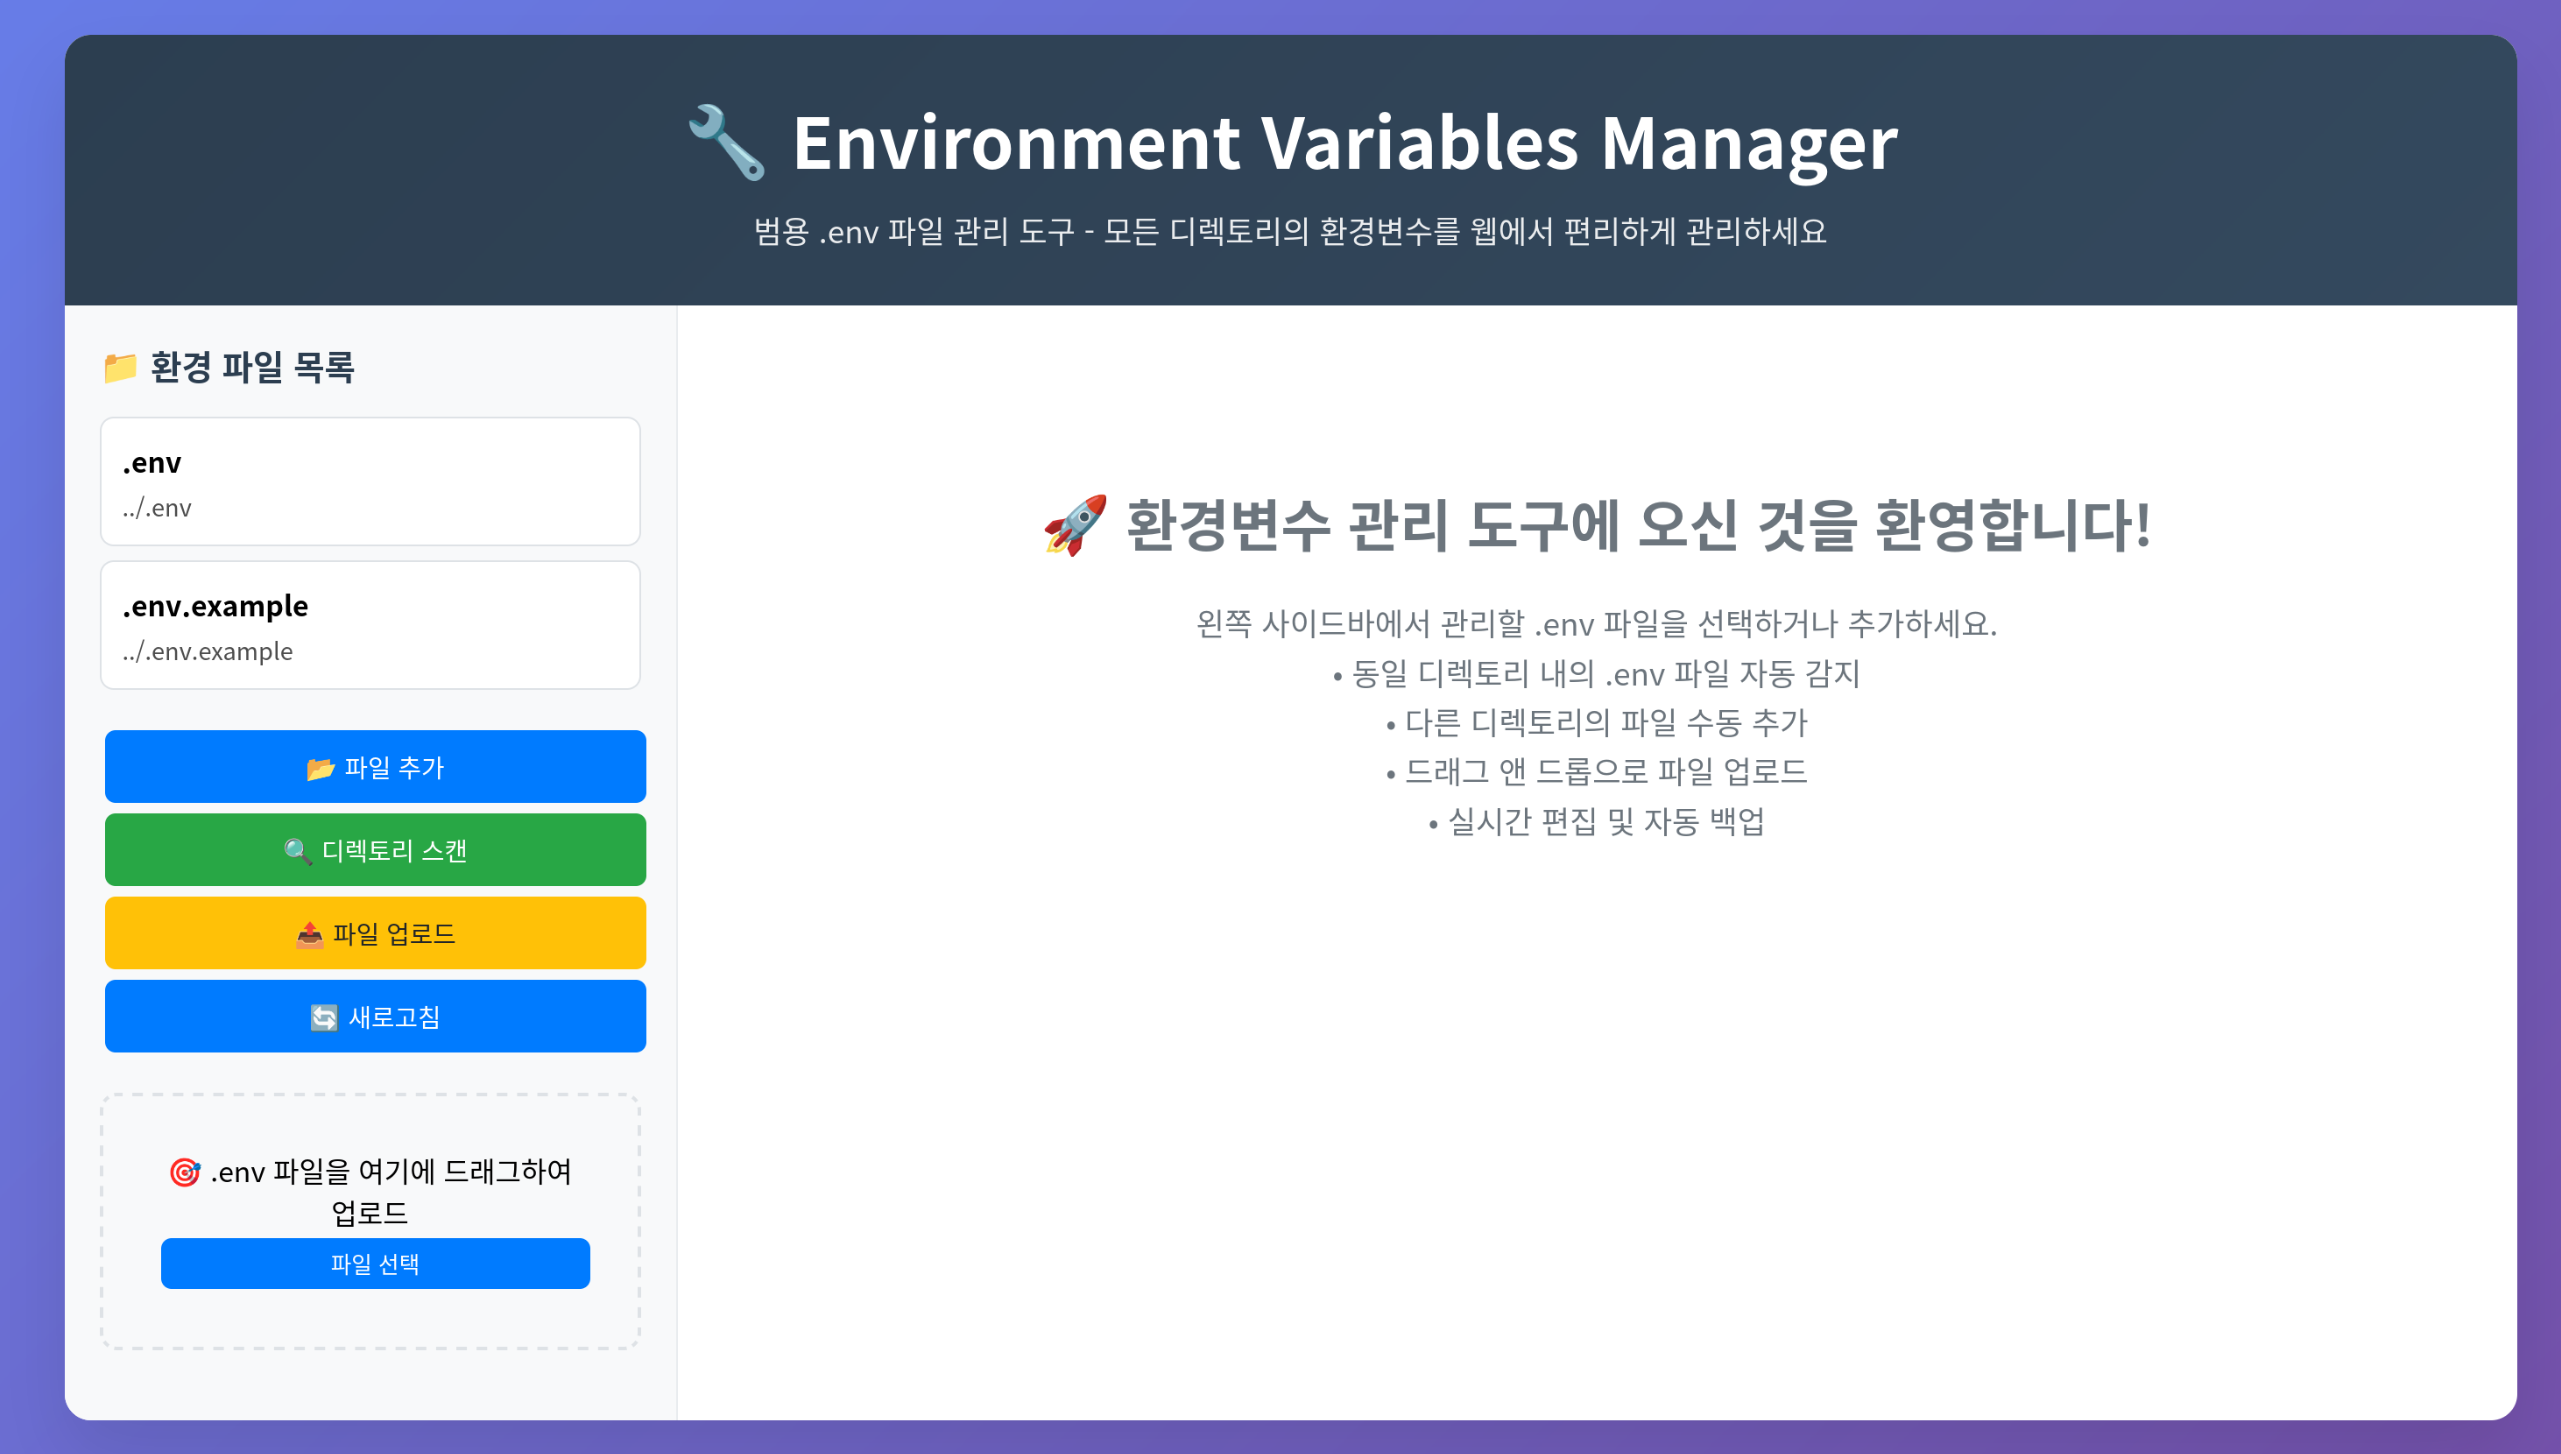 🔧 Environment Variables Manager
범용 .env 파일 관리 도구 - 모든 디렉토리의 환경변수를 웹에서 편리하게 관리하세요
📁 환경 파일 목록
.env
../.env
.env.example
../.env.example
📂 파일 추가
🔍 디렉토리 스캔
📤 파일 업로드
🔄 새로고침
🎯 .env 파일을 여기에 드래그하여
업로드
파일 선택
🚀 환경변수 관리 도구에 오신 것을 환영합니다!
왼쪽 사이드바에서 관리할 .env 파일을 선택하거나 추가하세요.
• 동일 디렉토리 내의 .env 파일 자동 감지
• 다른 디렉토리의 파일 수동 추가
• 드래그 앤 드롭으로 파일 업로드
• 실시간 편집 및 자동 백업